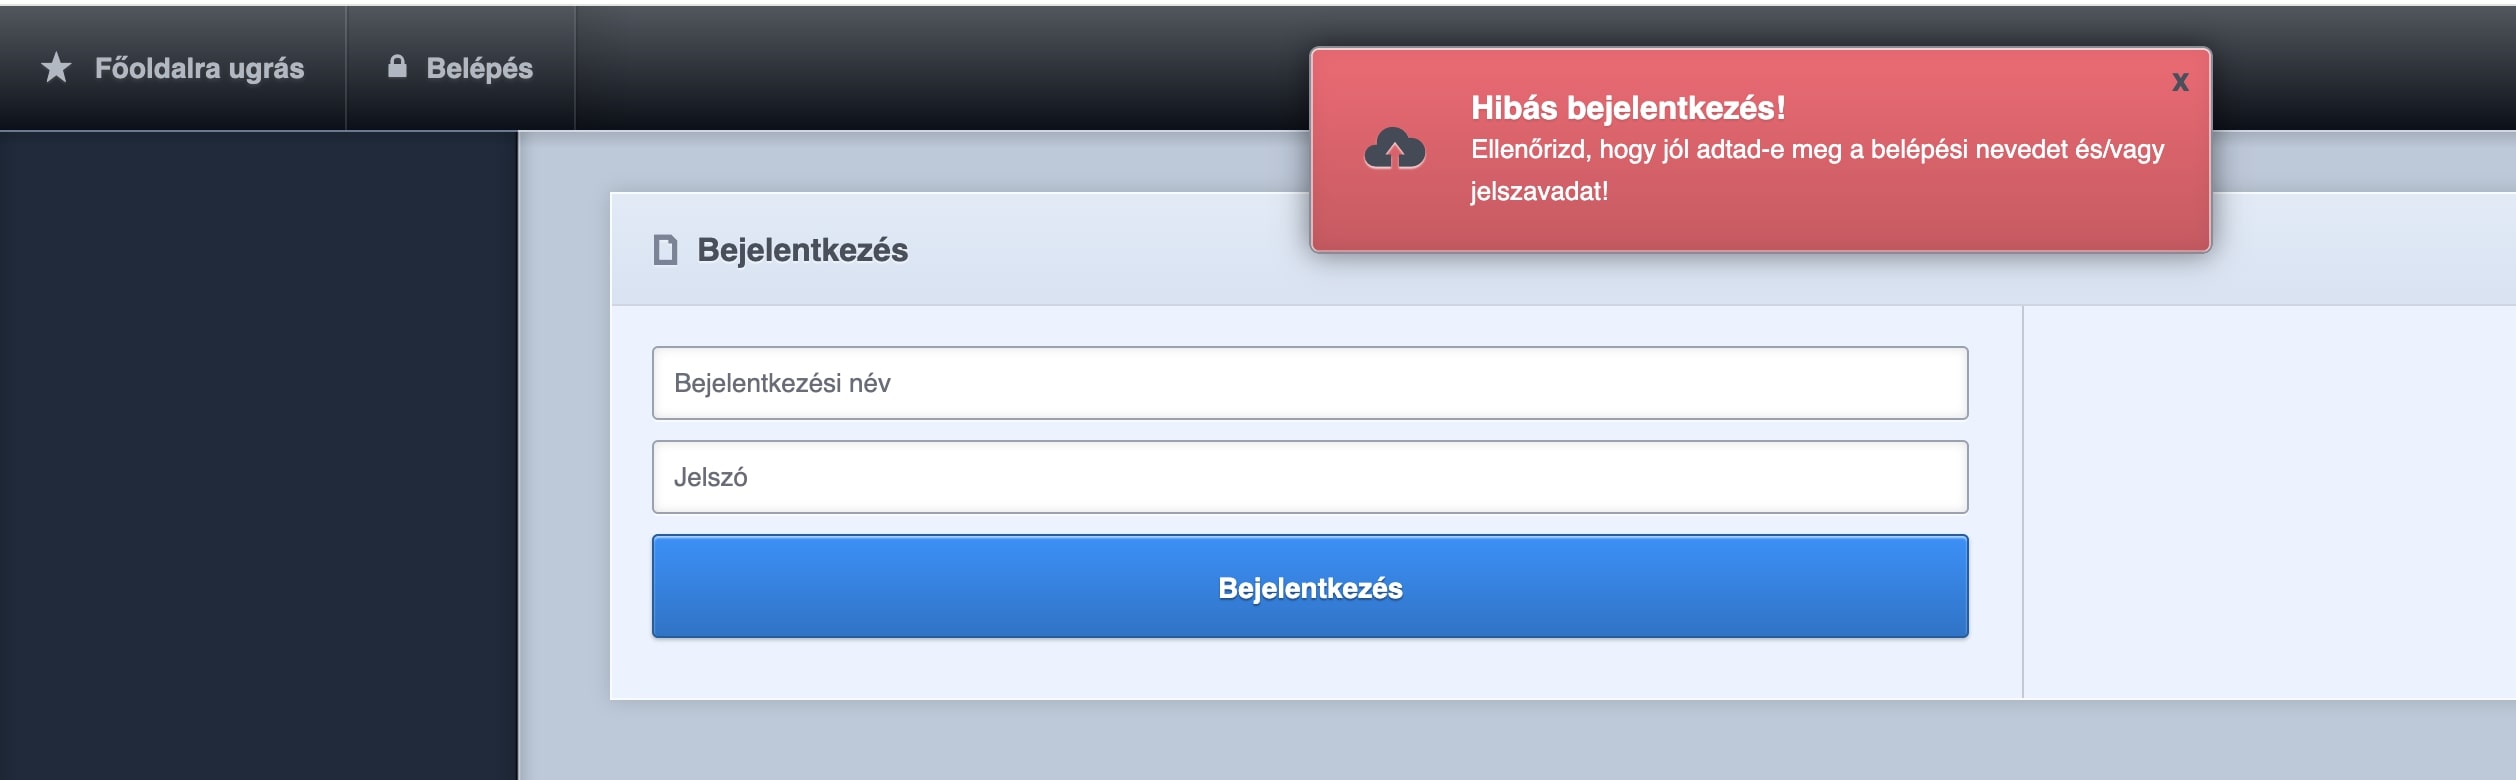 Főoldalra ugrás
Belépés
x
Hibás bejelentkezés!
Ellenőrizd, hogy jól adtad-e meg a belépési nevedet és/vagy
jelszavadat!
Bejelentkezés
Bejelentkezési név
Jelszó
Bejelentkezés